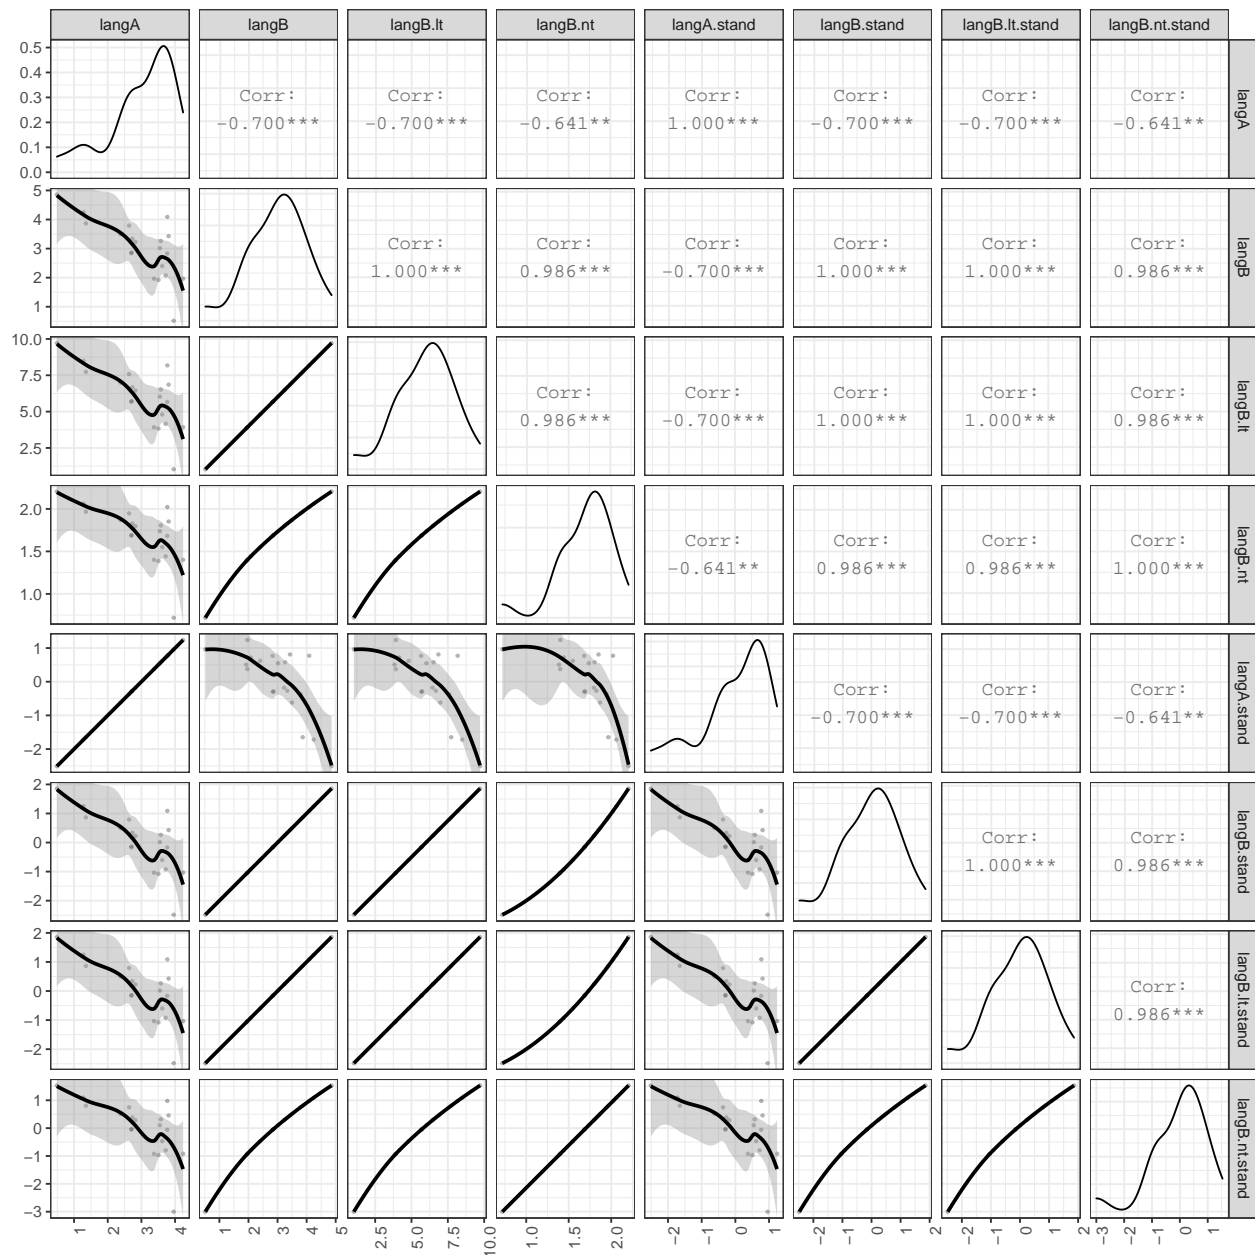 langA langB langB.lt langB.nt langA.stand langB.stand langB.lt.stand langB.nt.stand
0.5
0.4
0.3
0.2
0.1
0.0
Corr:
-0.700***
Corr:
-0.700***
Corr:
-0.641**
Corr:
1.000***
Corr:
-0.700***
Corr:
-0.700***
Corr:
-0.641**
langA
5
4
3
2
1
Corr:
1.000***
Corr:
0.986***
Corr:
-0.700***
Corr:
1.000***
Corr:
1.000***
Corr:
0.986***
langB
10.0
7.5
5.0
2.5
Corr:
0.986***
Corr:
-0.700***
Corr:
1.000***
Corr:
1.000***
Corr:
0.986***
langB.lt
2.0
1.5
1.0
Corr:
-0.641**
Corr:
0.986***
Corr:
0.986***
Corr:
1.000***
langB.nt
1
0
−1
−2
Corr:
-0.700***
Corr:
-0.700***
Corr:
-0.641**
langA.stand
2
1
0
−1
−2
Corr:
1.000***
Corr:
0.986***
langB.stand
2
1
0
−1
−2
Corr:
0.986***
langB.lt.stand
1
0
−1
−2
−3
langB.nt.stand
1 2 3 4
1 2 3 4 5
2.5 5.0 7.5 10.0
1.0 1.5 2.0
−2 −1 0 1
−2 −1 0 1 2
−2 −1 0 1 2
−3 −2 −1 0 1